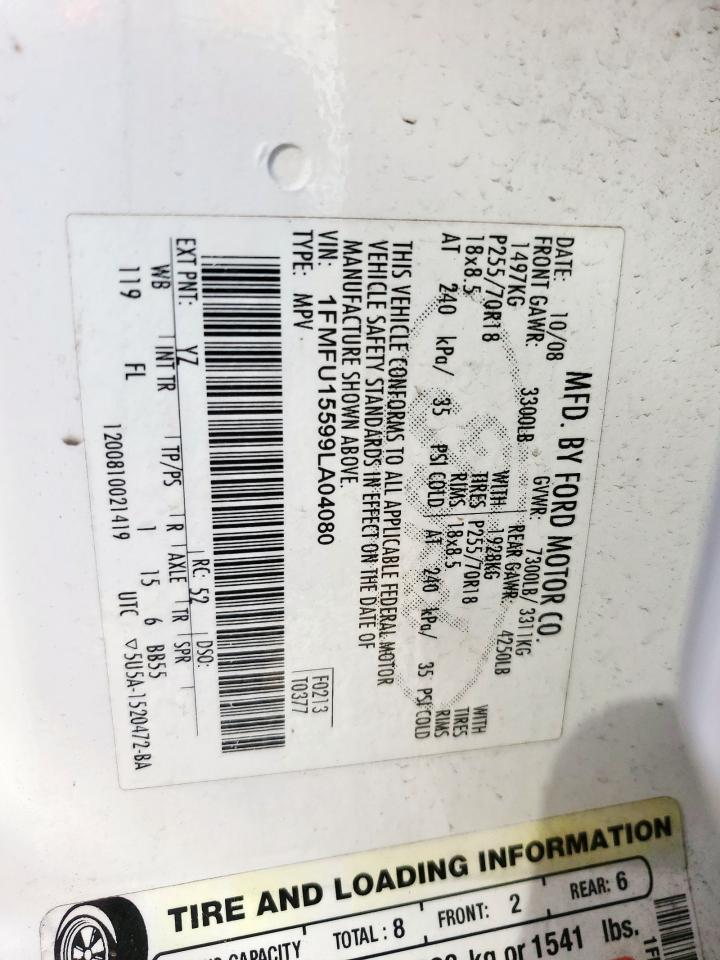 MFD. BY FORD MOTOR CO.
DATE: 10/08 GVWR: 7300LB/ 3311KG
FRONT GAWR: 3300LB REAR GAWR: 4250LB
1497KG WITH 1928KG WITH
P255/70R18 TIRES P255/70R18 TIRES
18x8.5 RIMS 18x8.5 RIMS
AT 240 kPa/ 35 PSI COLD AT 240 kPa/ 35 PSI COLD
THIS VEHICLE CONFORMS TO ALL APPLICABLE FEDERAL MOTOR
VEHICLE SAFETY STANDARDS IN EFFECT ON THE DATE OF
MANUFACTURE SHOWN ABOVE.
VIN: 1FMFU15599LA04080 F0213
TYPE: MPV T0377
EXT PNT: YZ RC: 52 DSO:
WB INT TR TP/PS R AXLE TR SPR
119 FL 1 15 6 BB55
1200810021419 UTC ▽5U5A-1520472-BA
TIRE AND LOADING INFORMATION
CAPACITY TOTAL : 8 FRONT: 2 REAR: 6
kg or 1541 lbs.